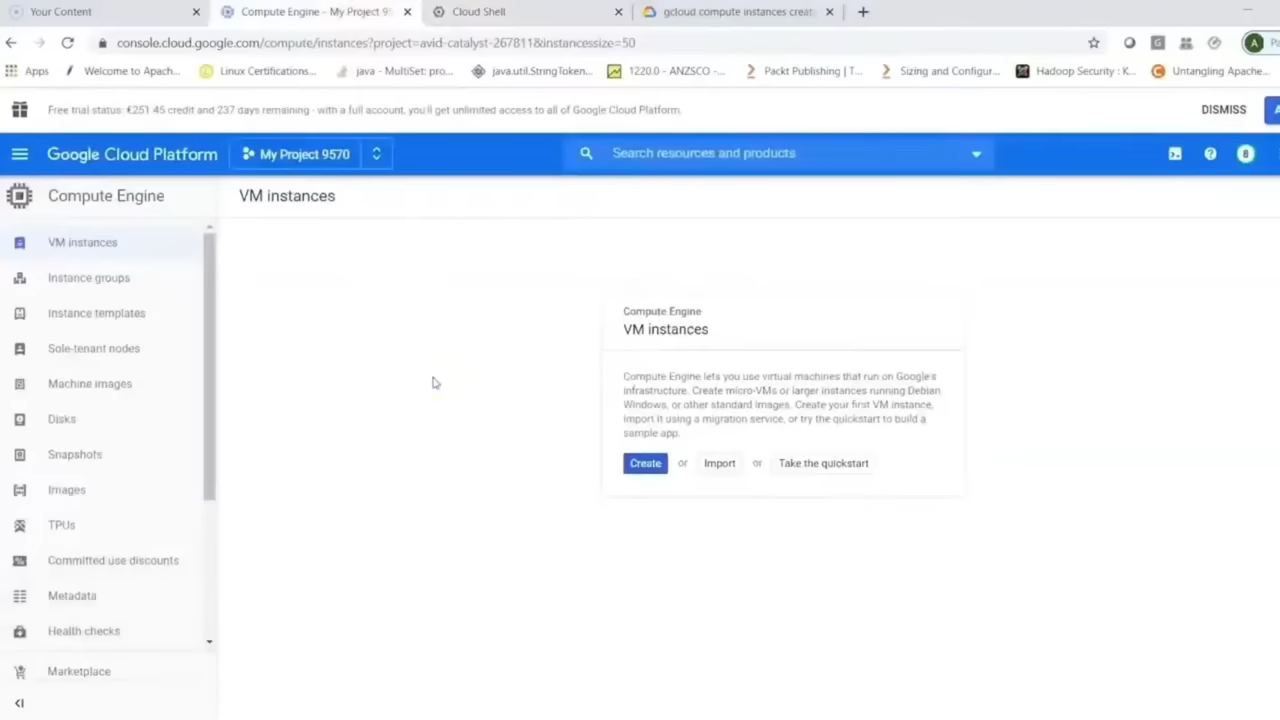 Your Content
Compute Engine - My Project 95
Cloud Shell
gcloud compute instances create
console.cloud.google.com/compute/instances?project=avid-catalyst-267811&instancessize=50
A
Pa
Apps
Welcome to Apach...
Linux Certifications...
java - MultiSet: pro...
java.util.StringToken...
1220.0 - ANZSCO -...
Packt Publishing | T...
Sizing and Configur...
Hadoop Security : K...
Untangling Apache...
Free trial status: €251.45 credit and 237 days remaining - with a full account, you'll get unlimited access to all of Google Cloud Platform.
DISMISS
Google Cloud Platform
My Project 9570
Search resources and products
8
Compute Engine
VM instances
VM instances
Instance groups
Instance templates
Sole-tenant nodes
Machine images
Disks
Snapshots
Images
TPUs
Committed use discounts
Metadata
Health checks
Marketplace
Compute Engine
VM instances
Compute Engine lets you use virtual machines that run on Google's
infrastructure. Create micro-VMs or larger instances running Debian
Windows, or other standard images. Create your first VM instance,
import it using a migration service, or try the quickstart to build a
sample app.
Create or Import or Take the quickstart